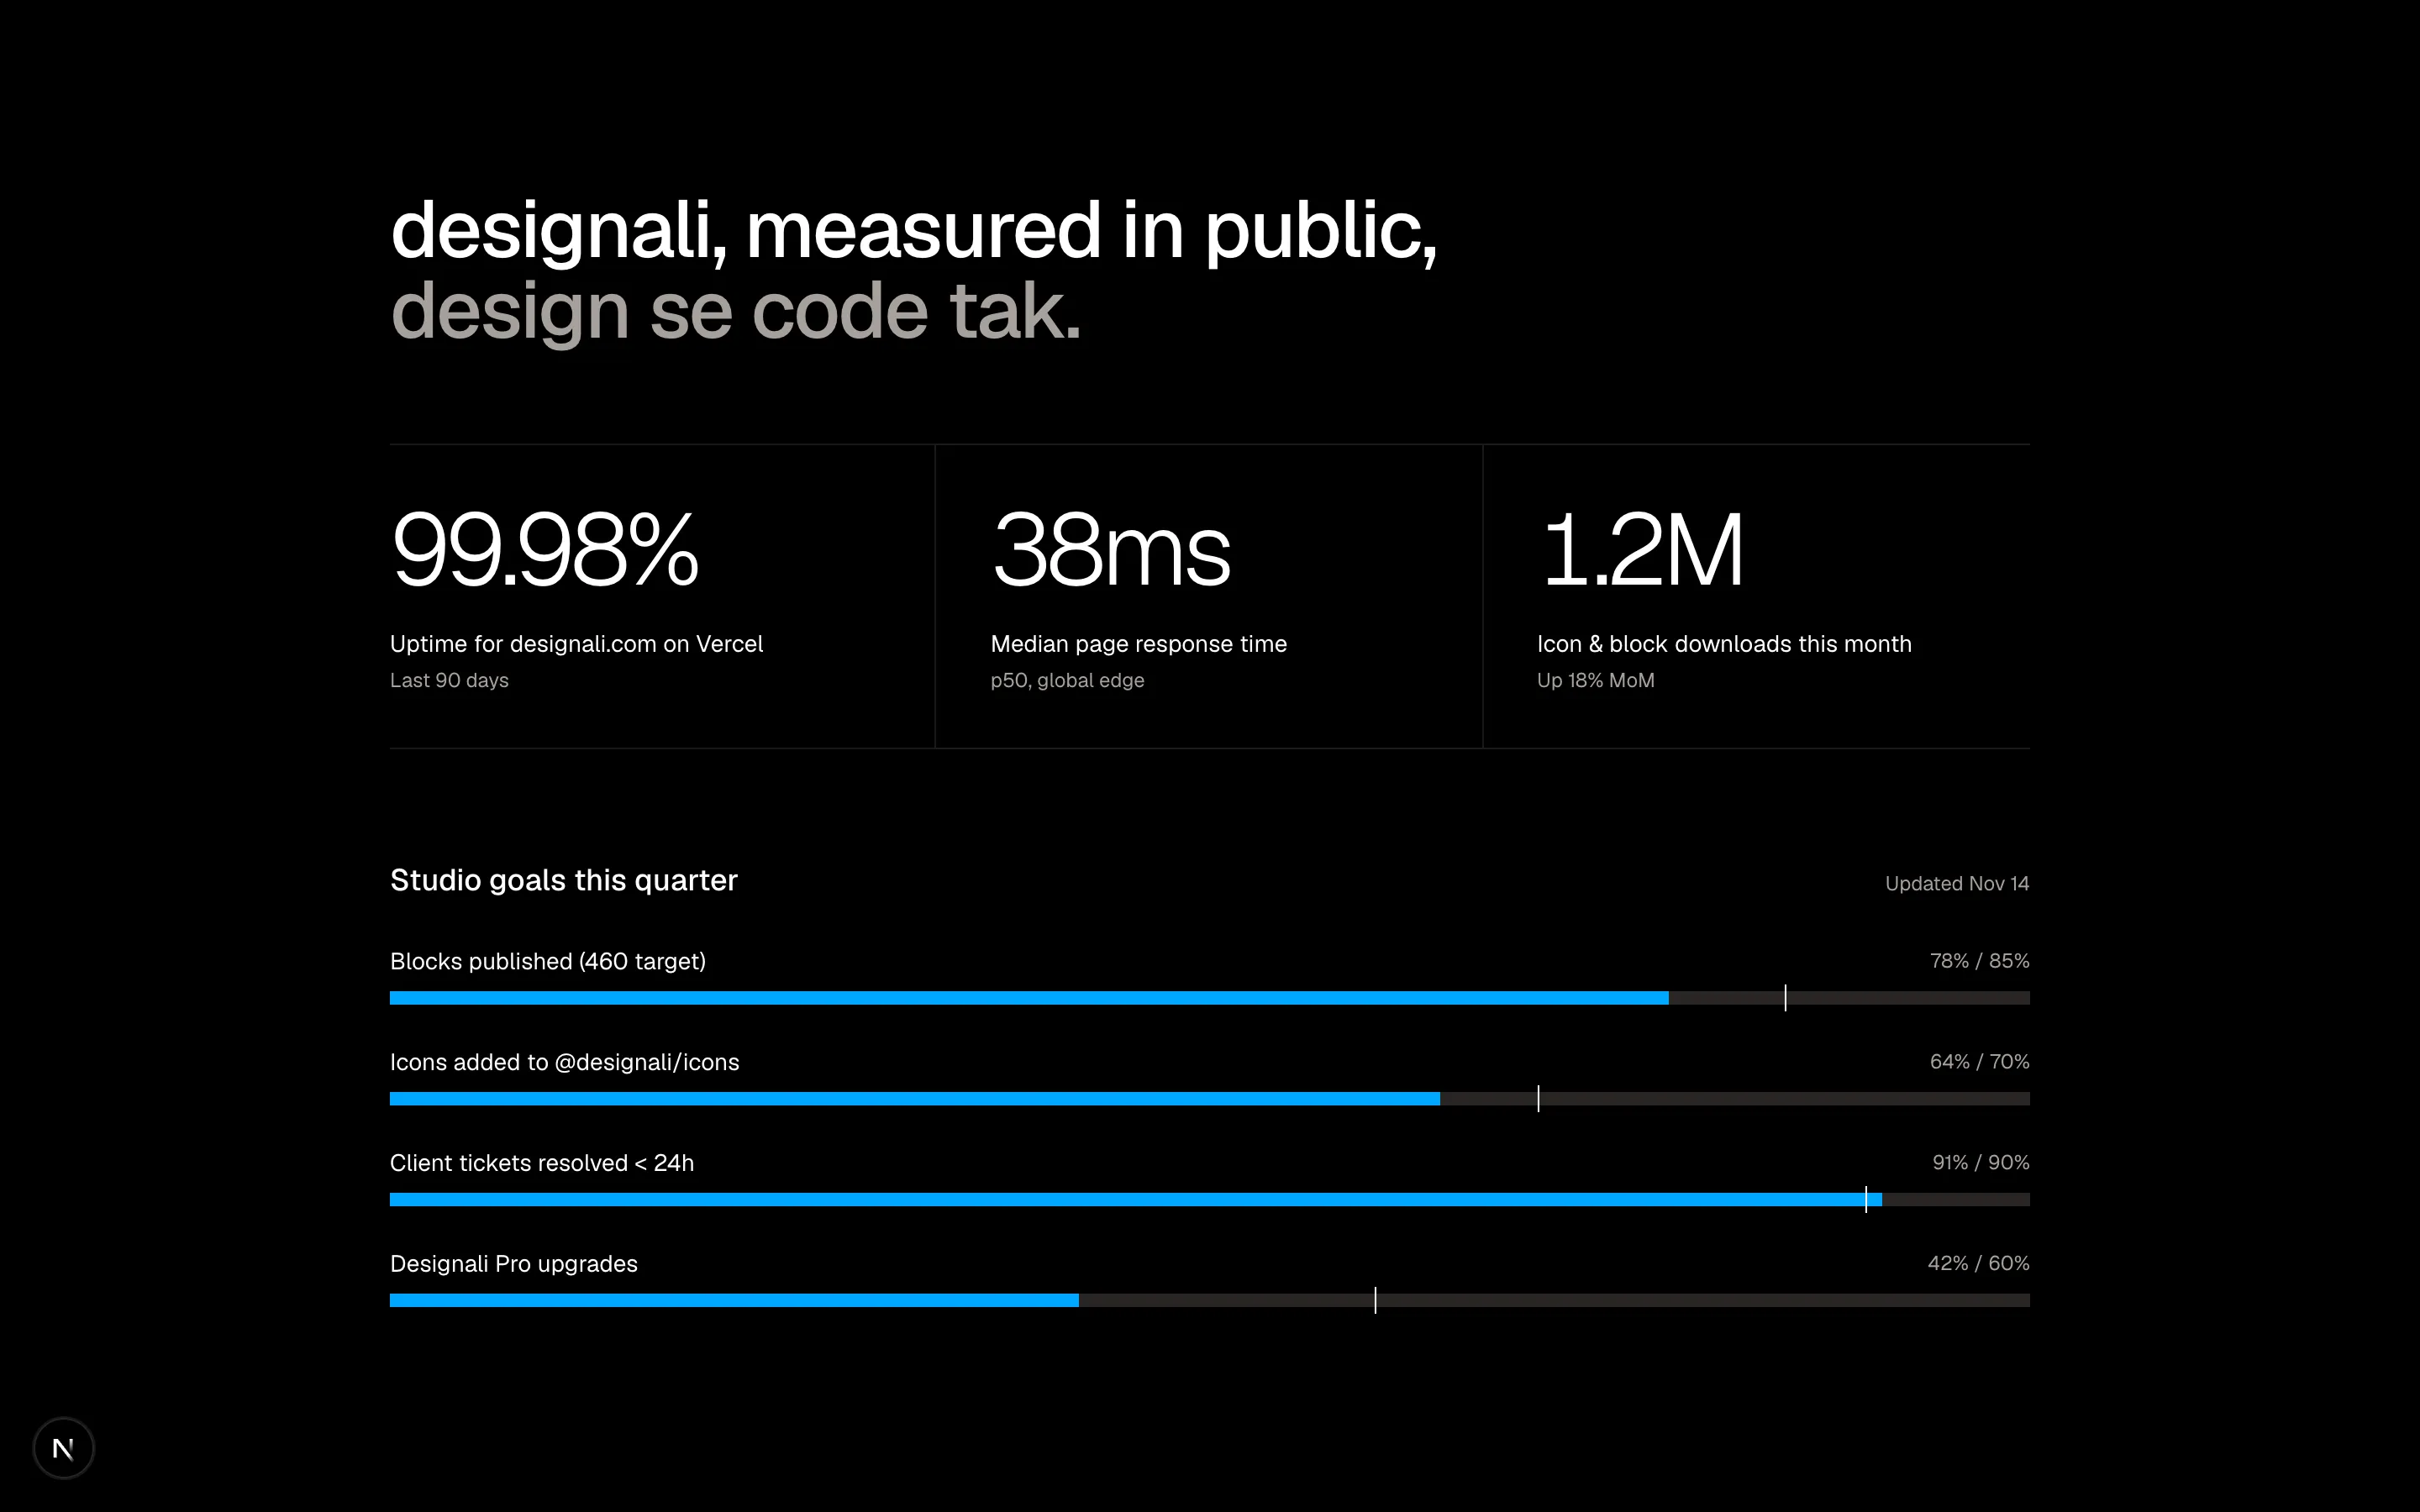 designali, measured in public,
design se code tak.
99.98%
Uptime for designali.com on Vercel
Last 90 days
38ms
Median page response time
p50, global edge
1.2M
Icon & block downloads this month
Up 18% MoM
Studio goals this quarter
Updated Nov 14
Blocks published (460 target)
78% / 85%
Icons added to @designali/icons
64% / 70%
Client tickets resolved < 24h
91% / 90%
Designali Pro upgrades
42% / 60%
N